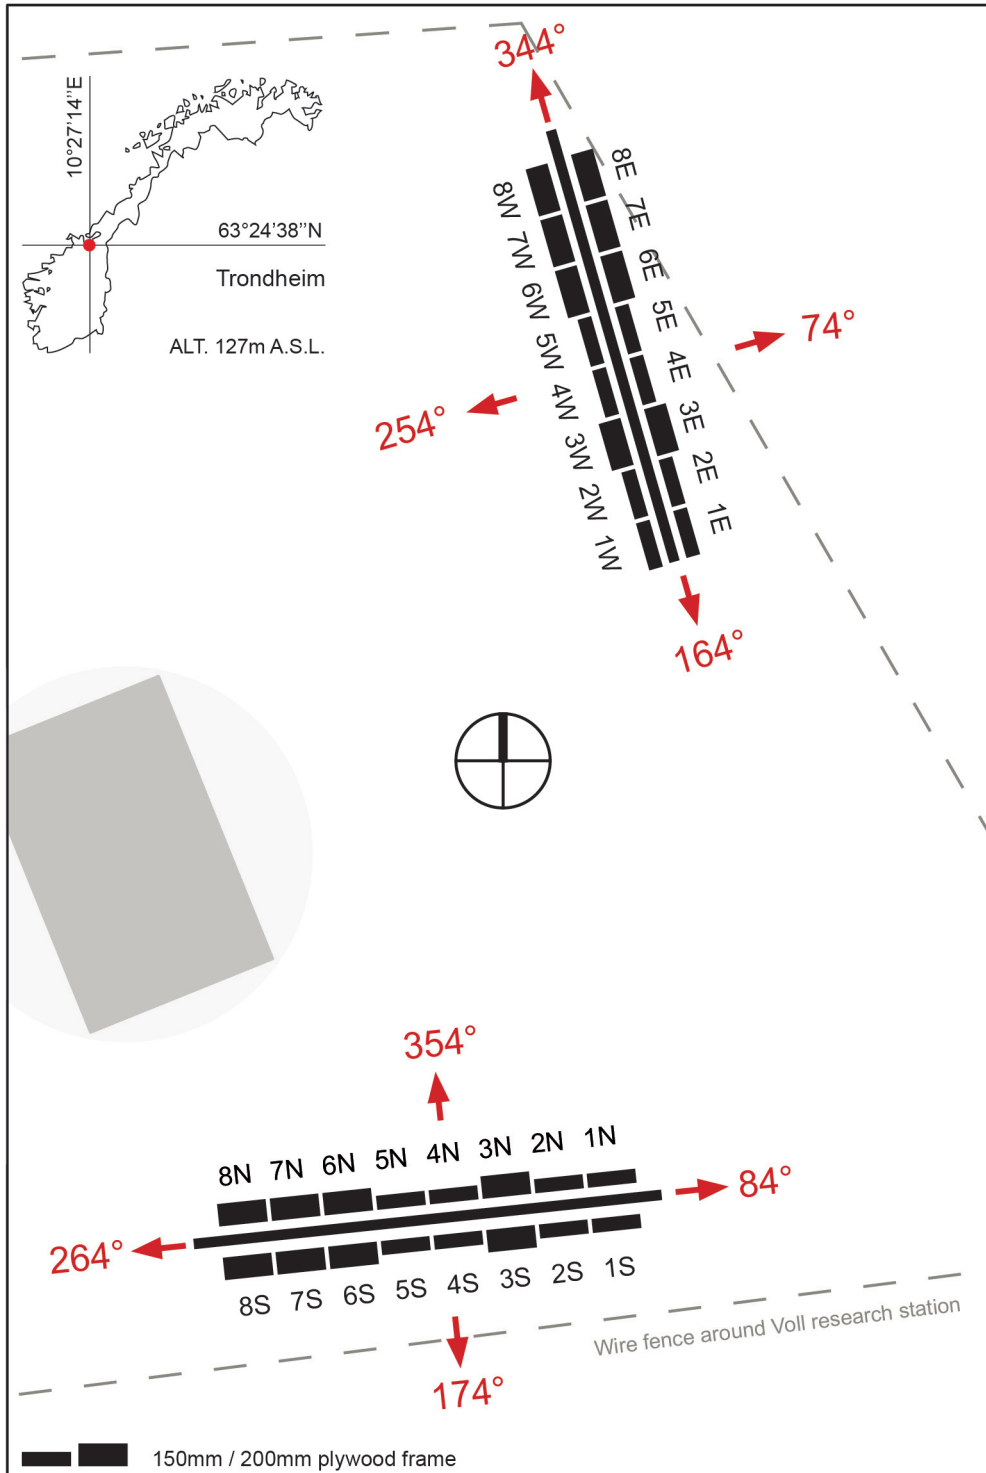 344°
10°27'14''E
63°24'38''N
Trondheim
ALT. 127m A.S.L.
8W
7W
6W
5W
4W
3W
2W
1W
8E
7E
6E
5E
4E
3E
2E
1E
74°
254°
164°
354°
8N 7N 6N 5N 4N 3N 2N 1N
84°
264°
8S 7S 6S 5S 4S 3S 2S 1S
Wire fence around Voll research station
174°
150mm / 200mm plywood frame